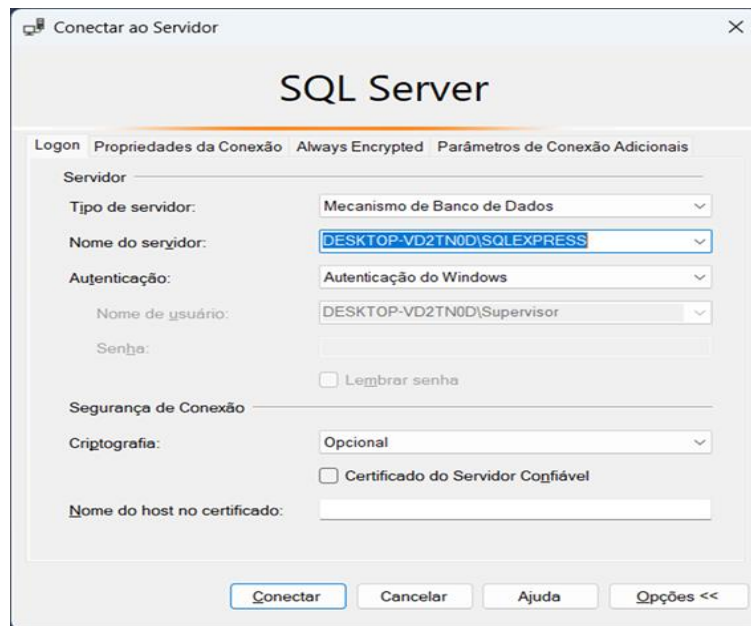 Conectar ao Servidor
SQL Server
Logon Propriedades da Conexão Always Encrypted Parâmetros de Conexão Adicionais
Servidor
Tipo de servidor: Mecanismo de Banco de Dados
Nome do servidor: DESKTOP-VD2TN0D\SQLEXPRESS
Autenticação: Autenticação do Windows
Nome de usuário: DESKTOP-VD2TN0D\Supervisor
Senha:
Lembrar senha
Segurança de Conexão
Criptografia: Opcional
Certificado do Servidor Confiável
Nome do host no certificado:
Conectar Cancelar Ajuda Opções <<